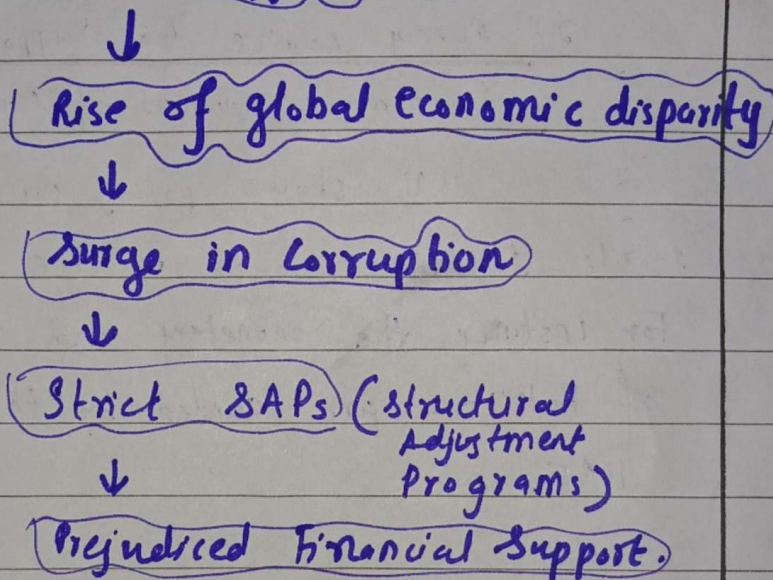 ↓
Rise of global economic disparity
↓
Surge in Corruption
↓
Strict SAPs (structural
Adjustment
Programs)
↓
Prejudiced Financial Support.